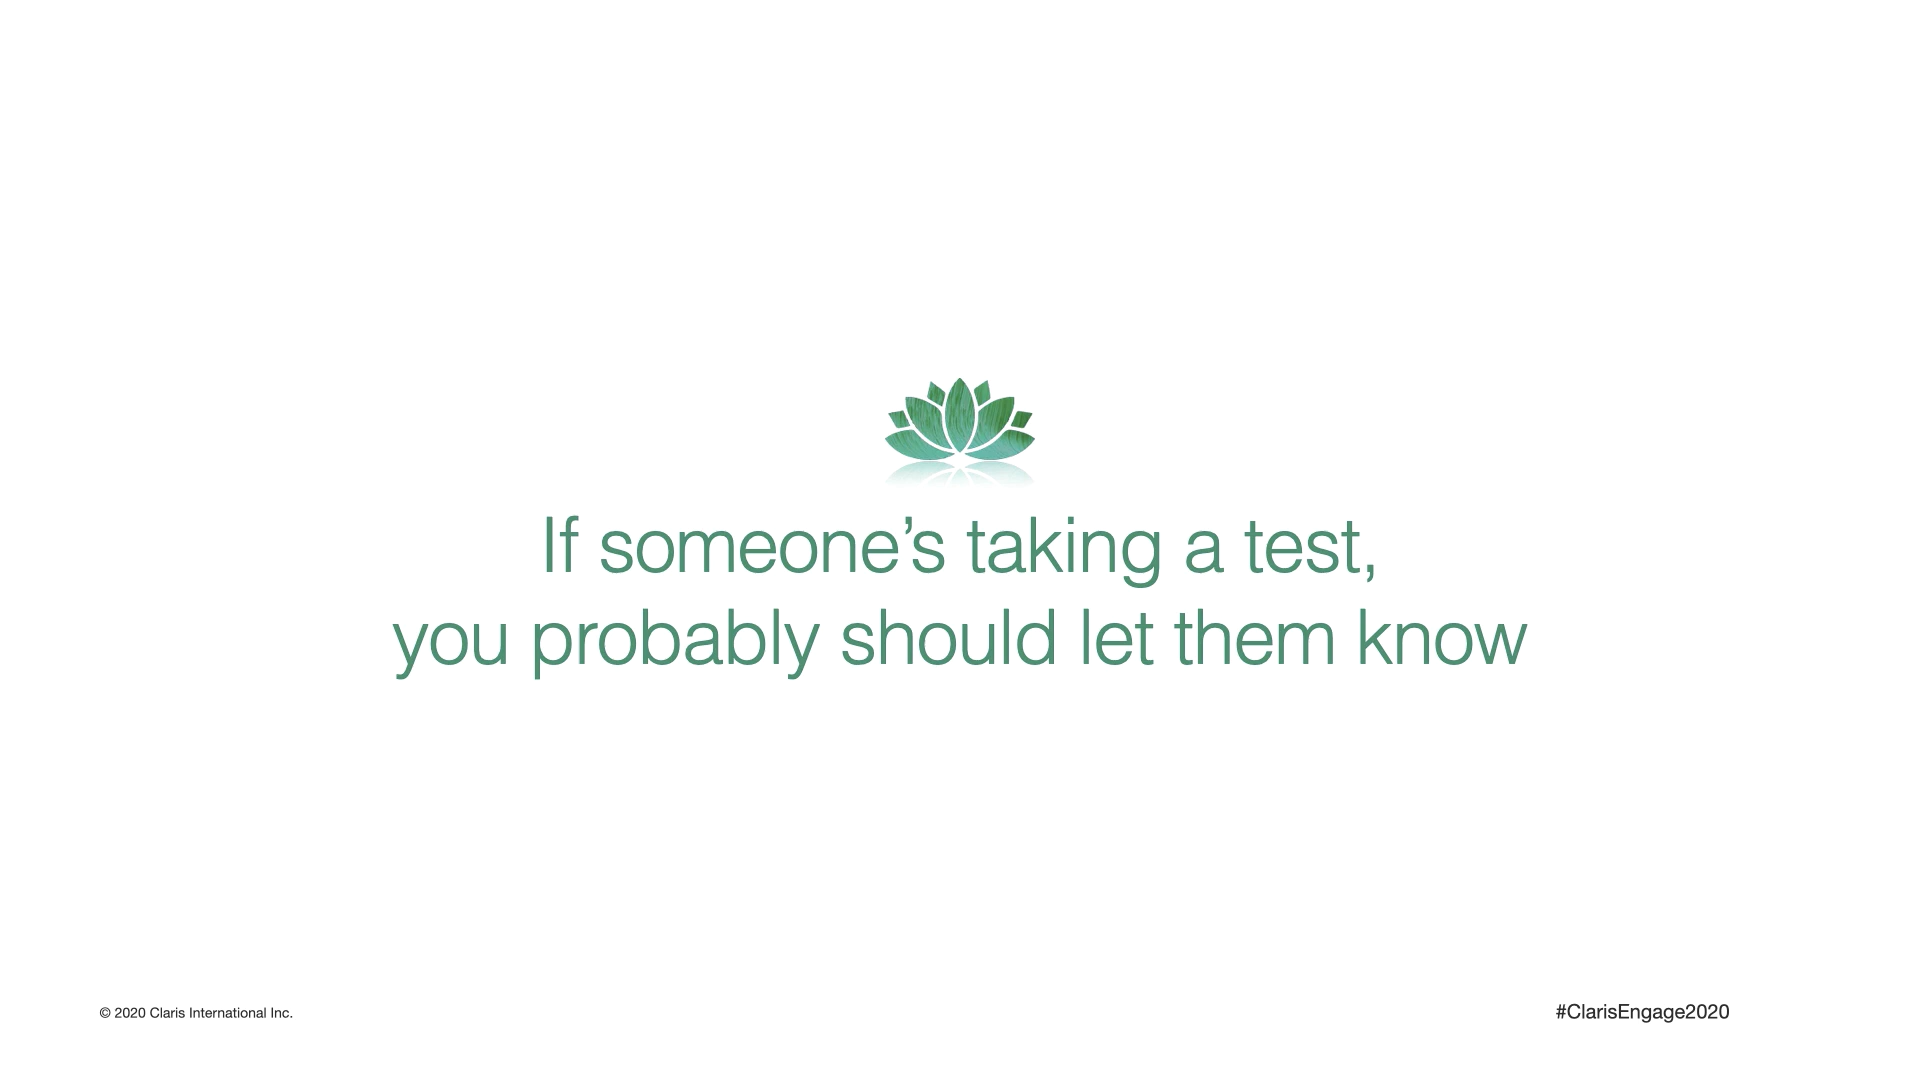 If someone’s taking a test,
you probably should let them know
© 2020 Claris International Inc.
#ClarisEngage2020